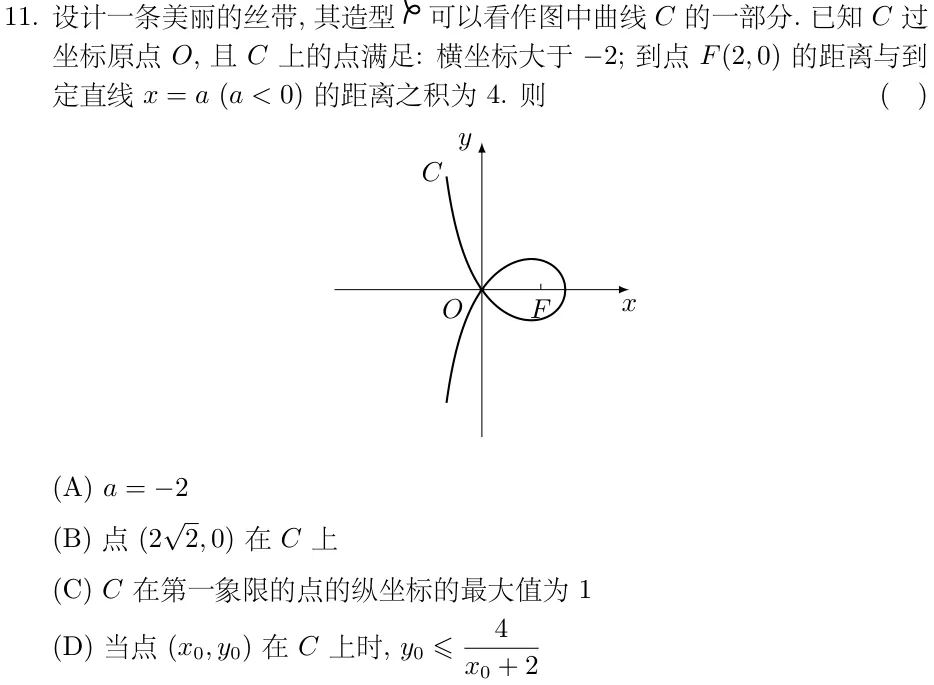 11. 设计一条美丽的丝带, 其造型 可以看作图中曲线 C 的一部分. 已知 C 过
坐标原点 O, 且 C 上的点满足: 横坐标大于 −2; 到点 F(2, 0) 的距离与到
定直线 x = a (a < 0) 的距离之积为 4. 则 ( )
y
C
O
F
x
(A) a = −2
(B) 点 (2√2, 0) 在 C 上
(C) C 在第一象限的点的纵坐标的最大值为 1
(D) 当点 (x₀, y₀) 在 C 上时, y₀ ⩽ 4/(x₀ + 2)